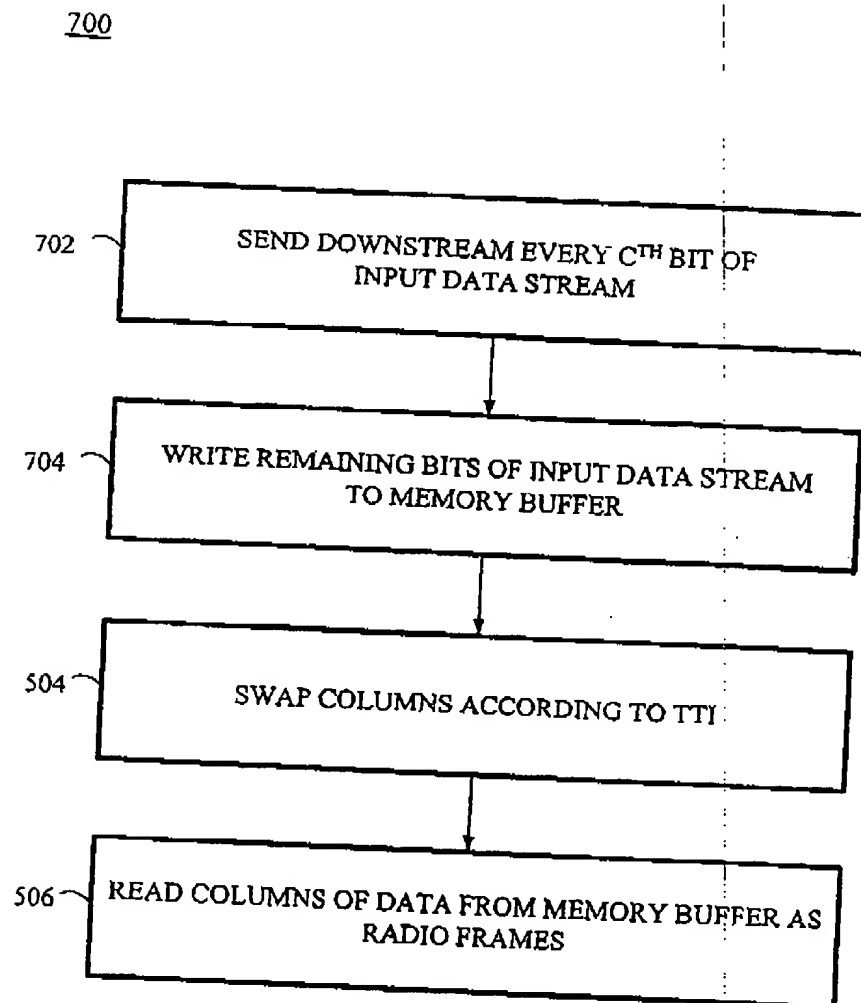 700
702
SEND DOWNSTREAM EVERY CTH BIT OF
INPUT DATA STREAM
704
WRITE REMAINING BITS OF INPUT DATA STREAM
TO MEMORY BUFFER
504
SWAP COLUMNS ACCORDING TO TTI
506
READ COLUMNS OF DATA FROM MEMORY BUFFER AS
RADIO FRAMES